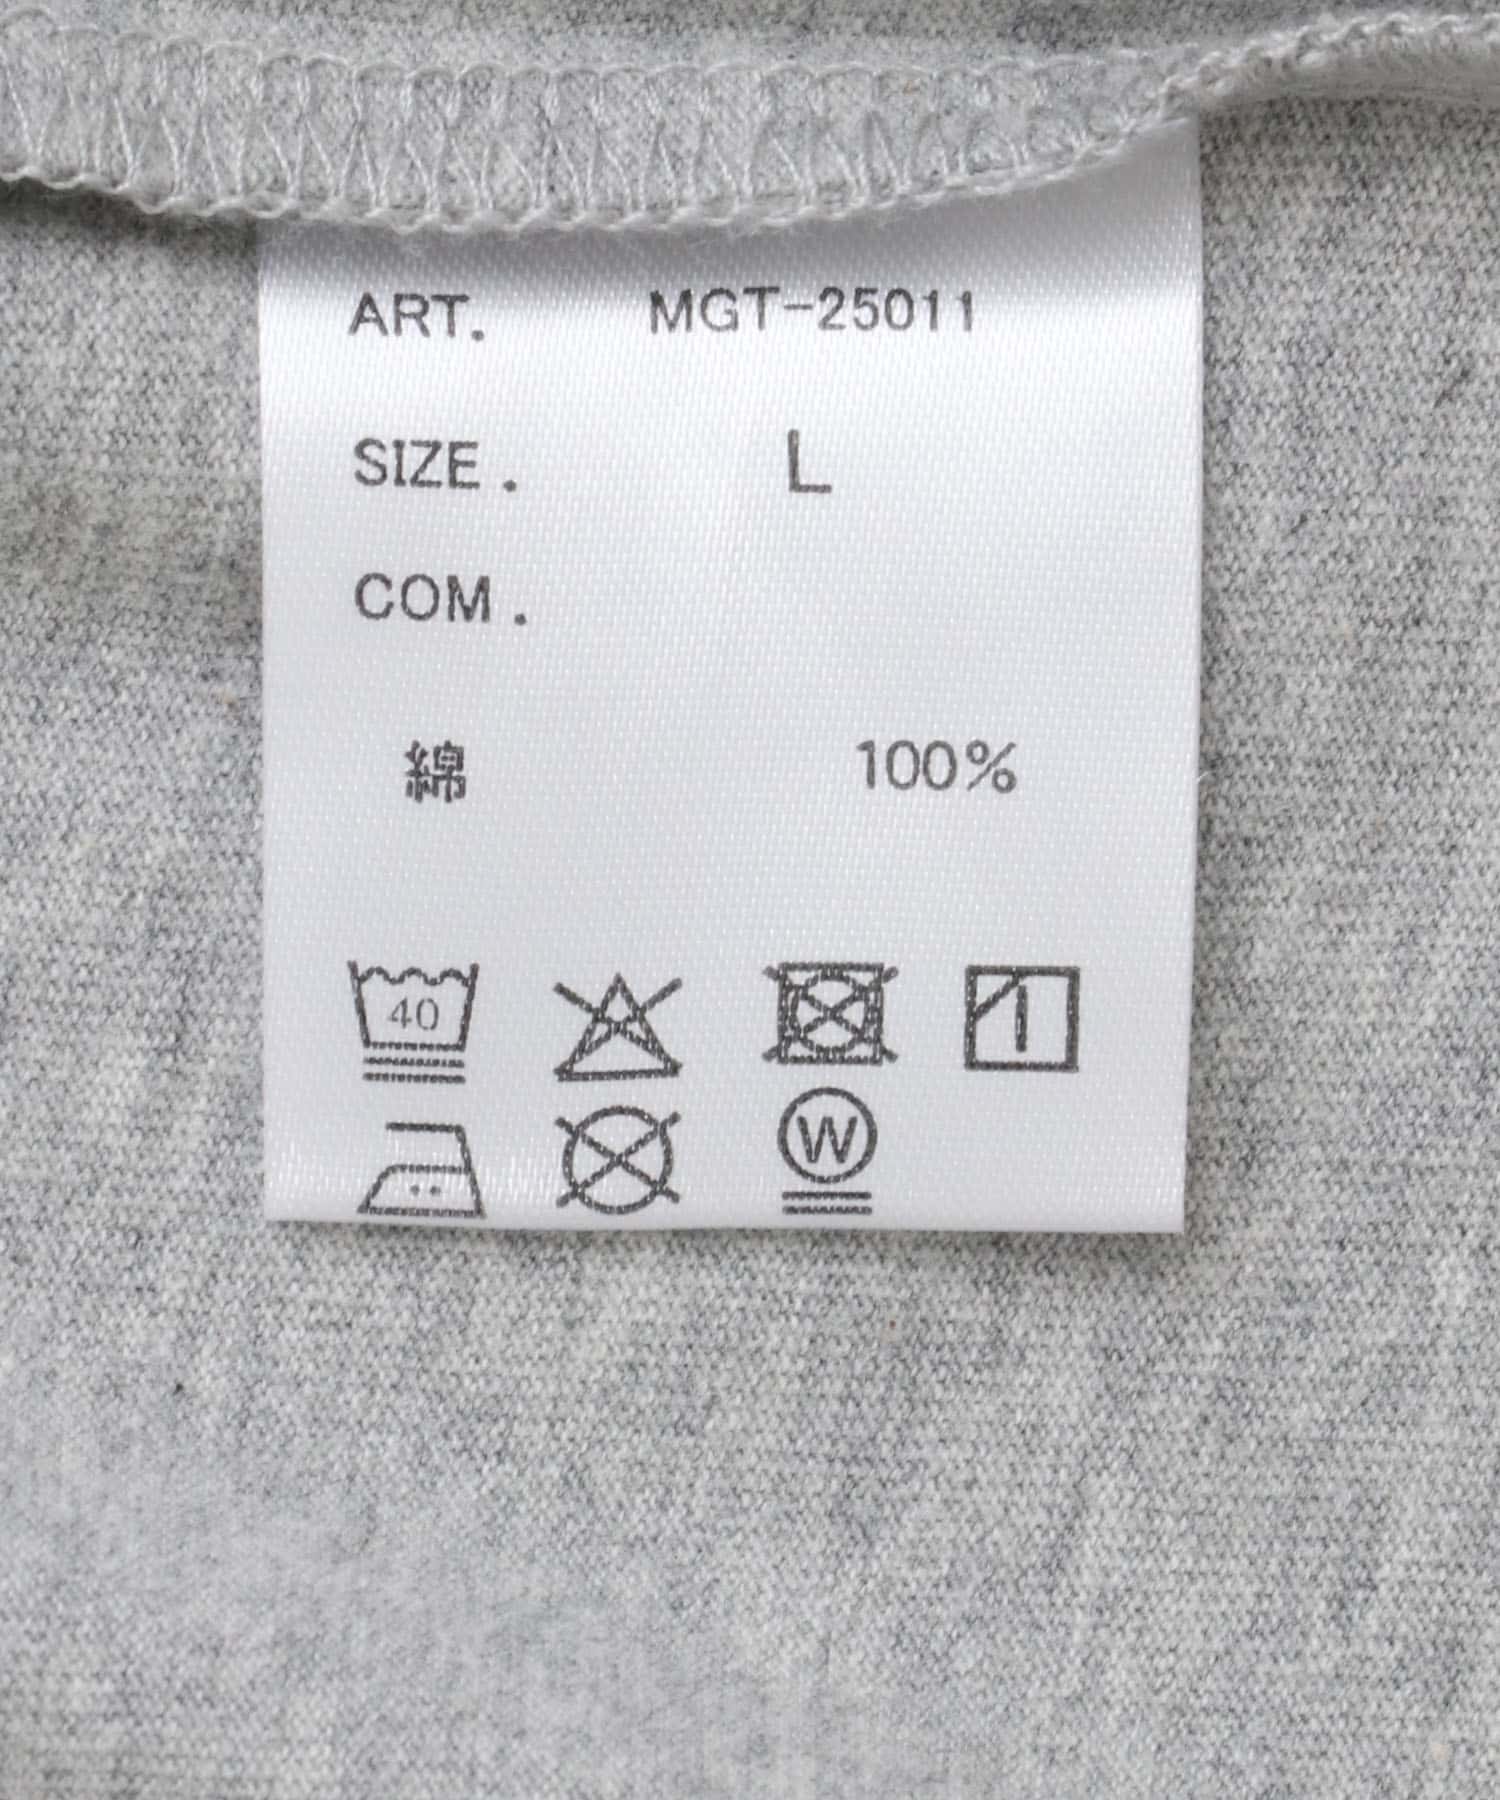 ART. MGT-25011
SIZE. L
COM.
綿 100%
40
W